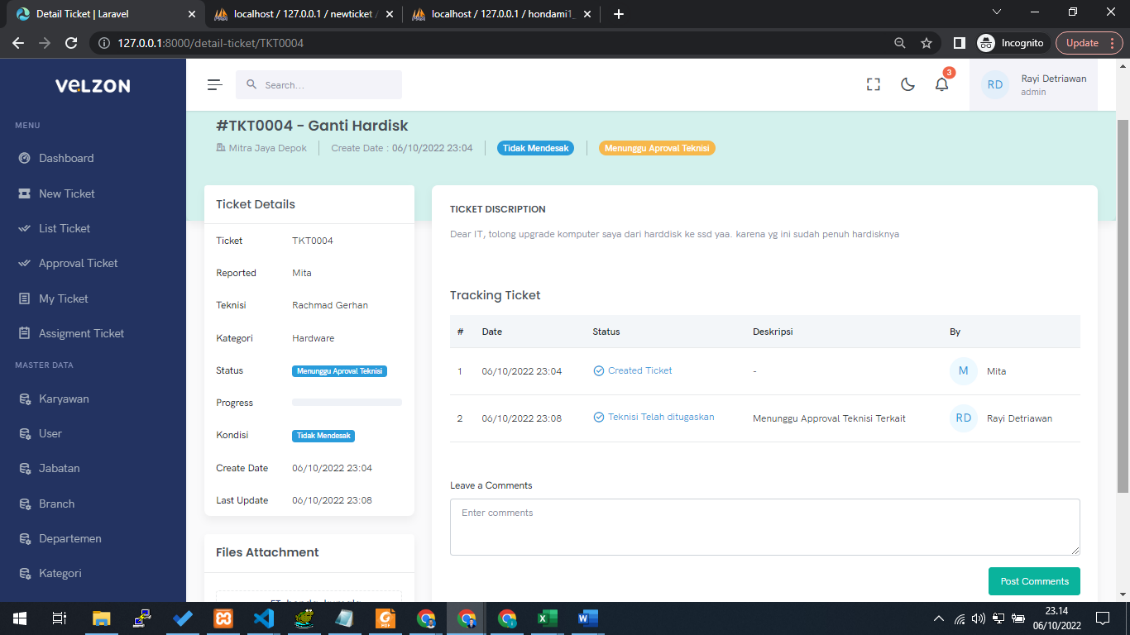 Detail Ticket | Laravel
localhost / 127.0.0.1 / newticket /
localhost / 127.0.0.1 / hondami1_
127.0.0.1:8000/detail-ticket/TKT0004
Incognito
Update
VELZON
MENU
Dashboard
New Ticket
List Ticket
Approval Ticket
My Ticket
Assigment Ticket
MASTER DATA
Karyawan
User
Jabatan
Branch
Departemen
Kategori
Search...
3
RD
Rayi Detriawan
admin
#TKT0004 - Ganti Hardisk
Mitra Jaya Depok
Create Date : 06/10/2022 23:04
Tidak Mendesak
Menunggu Aproval Teknisi
Ticket Details
Ticket TKT0004
Reported Mita
Teknisi Rachmad Gerhan
Kategori Hardware
Status Menunggu Aproval Teknisi
Progress
Kondisi Tidak Mendesak
Create Date 06/10/2022 23:04
Last Update 06/10/2022 23:08
Files Attachment
TICKET DISCRIPTION
Dear IT, tolong upgrade komputer saya dari harddisk ke ssd yaa. karena yg ini sudah penuh hardisknya
Tracking Ticket
# Date Status Deskripsi By
1 06/10/2022 23:04 Created Ticket - M Mita
2 06/10/2022 23:08 Teknisi Telah ditugaskan Menunggu Approval Teknisi Terkait RD Rayi Detriawan
Leave a Comments
Enter comments
Post Comments
23.14
06/10/2022